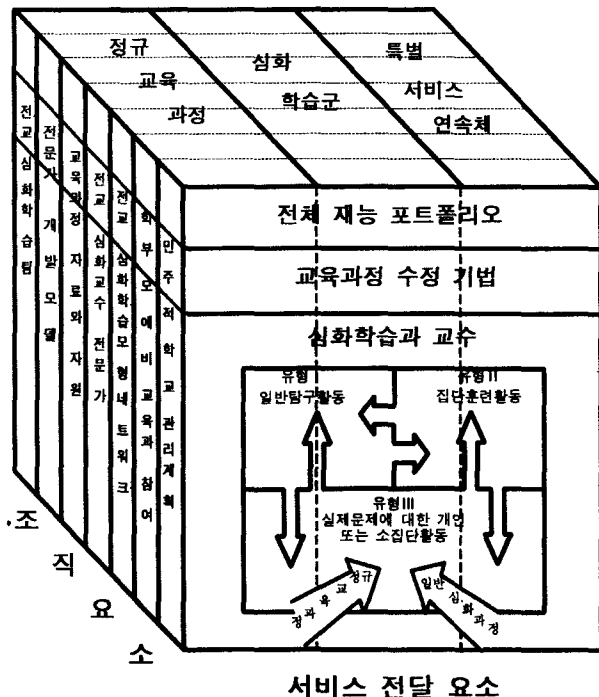 정규
교육
과정
심화
학습군
특별
서비스
연속체
전교 심화학습팀
전문가 개발 모델
교육과정 자료와 자원
전교 심화교수 전문가
전교 심화학습모형네트워크
학부모 예비 교육과 참여
민주적 학교 관리계획
전체 재능 포트폴리오
교육과정 수정 기법
심화학습과 교수
유형
일반탐구활동
유형 II
집단훈련활동
유형III
실제문제에 대한 개인
또는 소집단활동
정규
교육과정
일반
심화과정
.조직요소
서비스 전달 요소